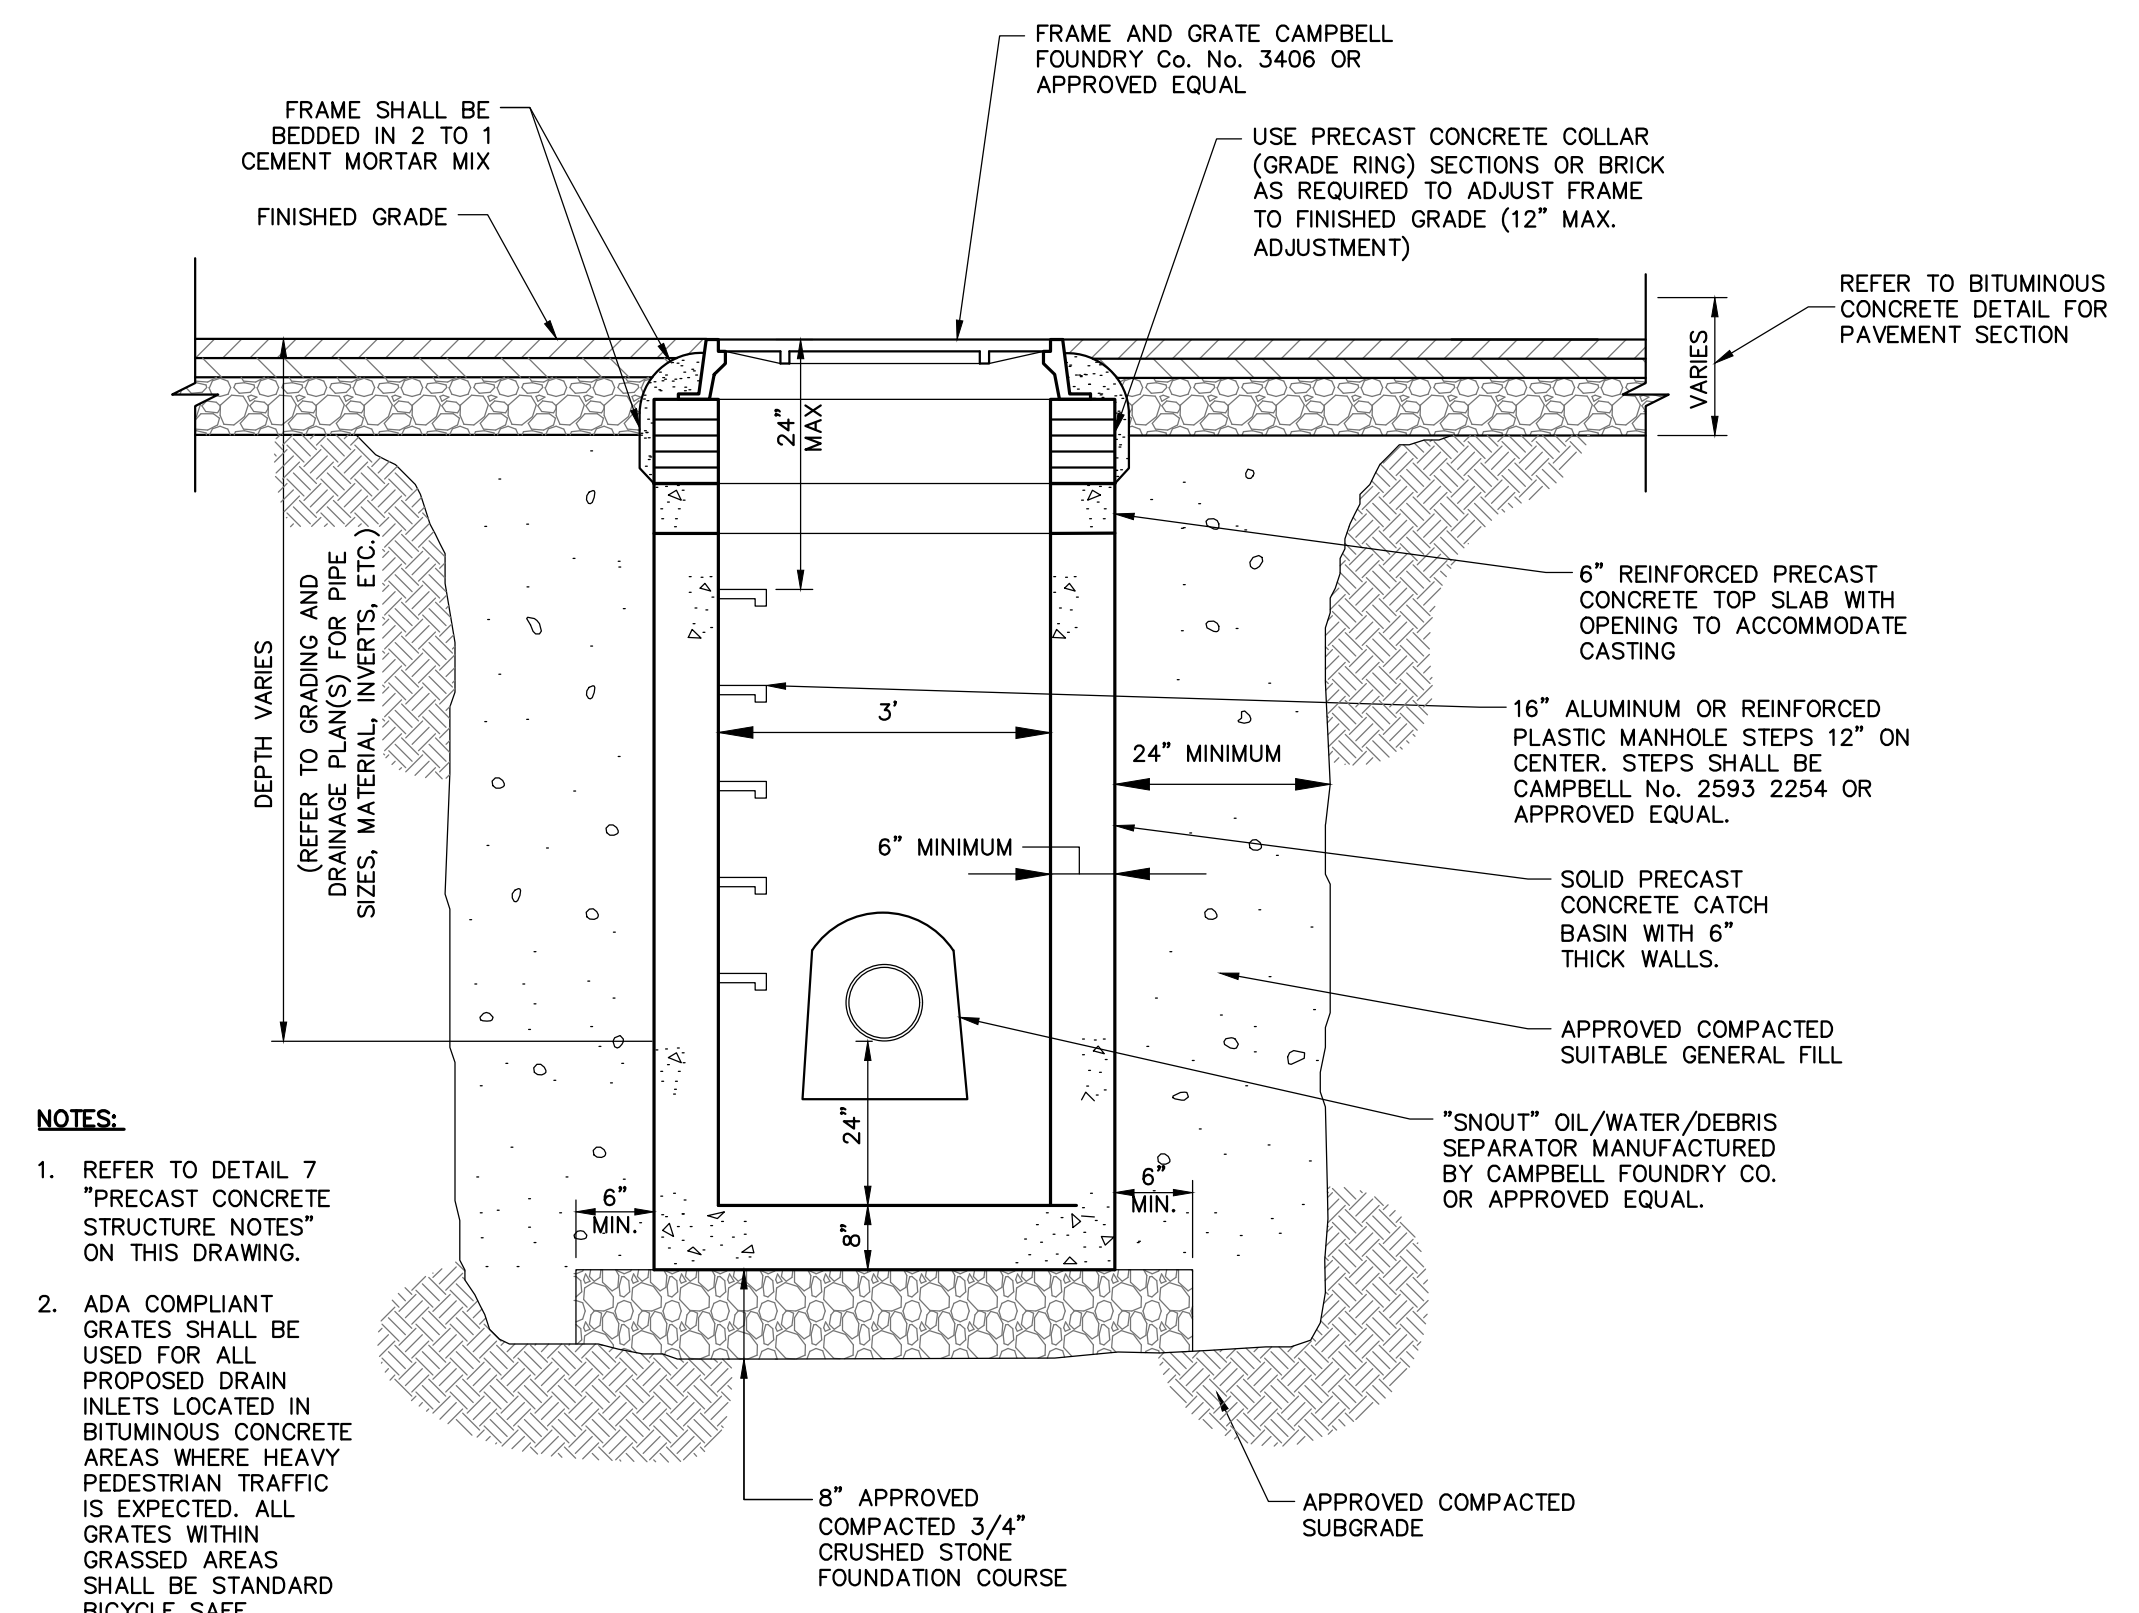 FRAME AND GRATE CAMPBELL
FOUNDRY Co. No. 3406 OR
APPROVED EQUAL
FRAME SHALL BE
BEDDED IN 2 TO 1
CEMENT MORTAR MIX
FINISHED GRADE
USE PRECAST CONCRETE COLLAR
(GRADE RING) SECTIONS OR BRICK
AS REQUIRED TO ADJUST FRAME
TO FINISHED GRADE (12" MAX.
ADJUSTMENT)
REFER TO BITUMINOUS
CONCRETE DETAIL FOR
PAVEMENT SECTION
VARIES
24"
MAX
DEPTH VARIES
(REFER TO GRADING AND
DRAINAGE PLAN(S) FOR PIPE
SIZES, MATERIAL, INVERTS, ETC.)
6" REINFORCED PRECAST
CONCRETE TOP SLAB WITH
OPENING TO ACCOMMODATE
CASTING
16" ALUMINUM OR REINFORCED
PLASTIC MANHOLE STEPS 12" ON
CENTER. STEPS SHALL BE
CAMPBELL No. 2593 2254 OR
APPROVED EQUAL.
3'
24" MINIMUM
6" MINIMUM
SOLID PRECAST
CONCRETE CATCH
BASIN WITH 6"
THICK WALLS.
APPROVED COMPACTED
SUITABLE GENERAL FILL
"SNOUT" OIL/WATER/DEBRIS
SEPARATOR MANUFACTURED
BY CAMPBELL FOUNDRY CO.
OR APPROVED EQUAL.
24"
6"
MIN.
6"
MIN.
8"
8" APPROVED
COMPACTED 3/4"
CRUSHED STONE
FOUNDATION COURSE
APPROVED COMPACTED
SUBGRADE
NOTES:
1. REFER TO DETAIL 7
"PRECAST CONCRETE
STRUCTURE NOTES"
ON THIS DRAWING.
2. ADA COMPLIANT
GRATES SHALL BE
USED FOR ALL
PROPOSED DRAIN
INLETS LOCATED IN
BITUMINOUS CONCRETE
AREAS WHERE HEAVY
PEDESTRIAN TRAFFIC
IS EXPECTED. ALL
GRATES WITHIN
GRASSED AREAS
SHALL BE STANDARD
BICYCLE SAFE